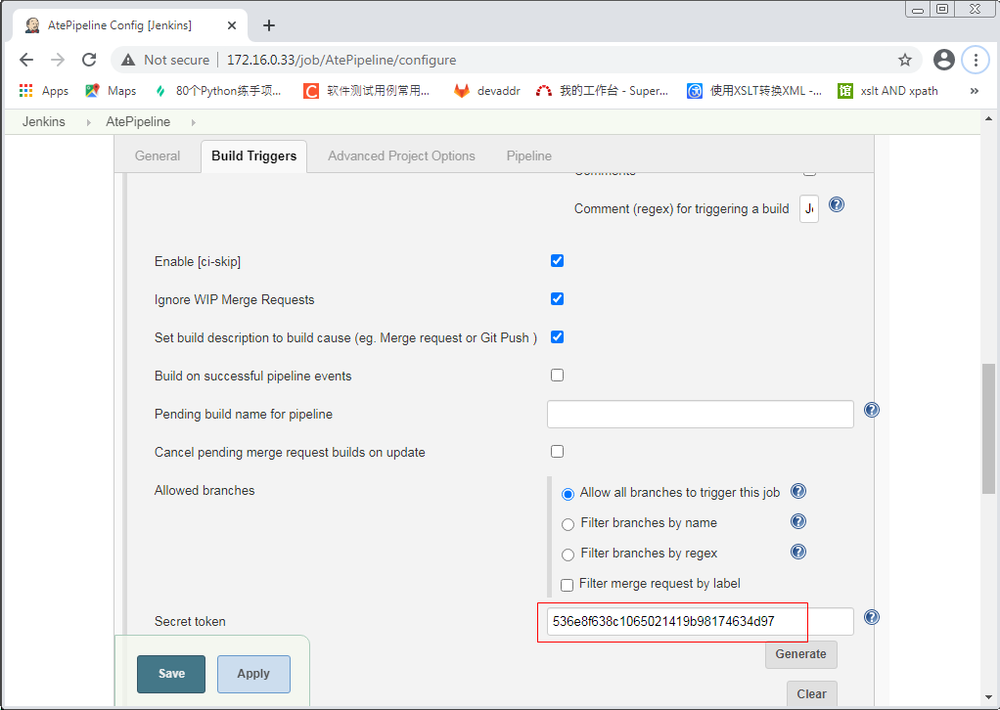 AtePipeline Config [Jenkins]
Not secure | 172.16.0.33/job/AtePipeline/configure
Apps Maps 80个Python练手项... 软件测试用例常用... devaddr 我的工作台 - Super... 使用XSLT转换XML -... 馆 xslt AND xpath »
Jenkins AtePipeline
General Build Triggers Advanced Project Options Pipeline
Comments
Comment (regex) for triggering a build
Enable [ci-skip]
Ignore WIP Merge Requests
Set build description to build cause (eg. Merge request or Git Push )
Build on successful pipeline events
Pending build name for pipeline
Cancel pending merge request builds on update
Allowed branches
Allow all branches to trigger this job
Filter branches by name
Filter branches by regex
Filter merge request by label
Secret token 536e8f638c1065021419b98174634d97
Generate
Save Apply
Clear